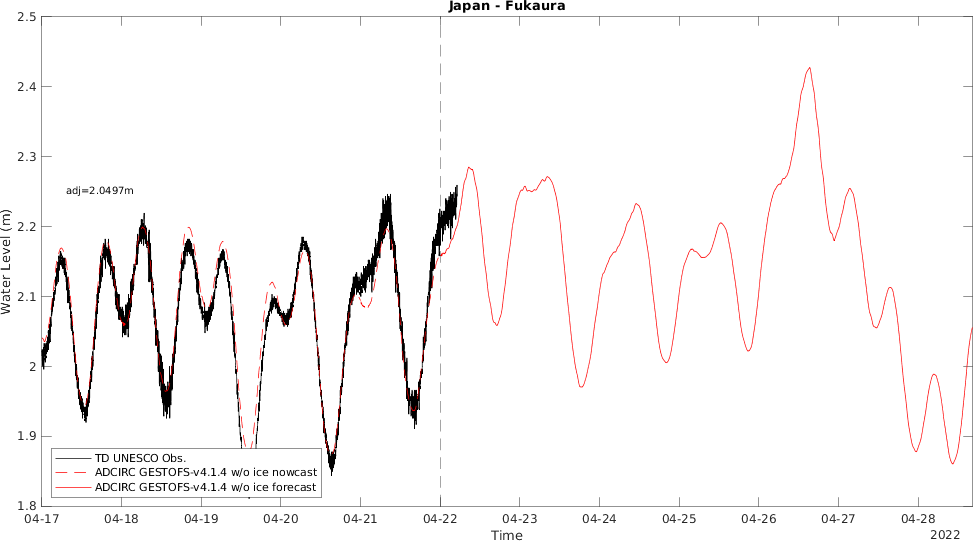 Japan - Fukaura
2.5
2.4
2.3
2.2
2.1
2
1.9
1.8
Water Level (m)
adj=2.0497m
TD UNESCO Obs.
ADCIRC GESTOFS-v4.1.4 w/o ice nowcast
ADCIRC GESTOFS-v4.1.4 w/o ice forecast
04-17 04-18 04-19 04-20 04-21 04-22 04-23 04-24 04-25 04-26 04-27 04-28
Time
2022